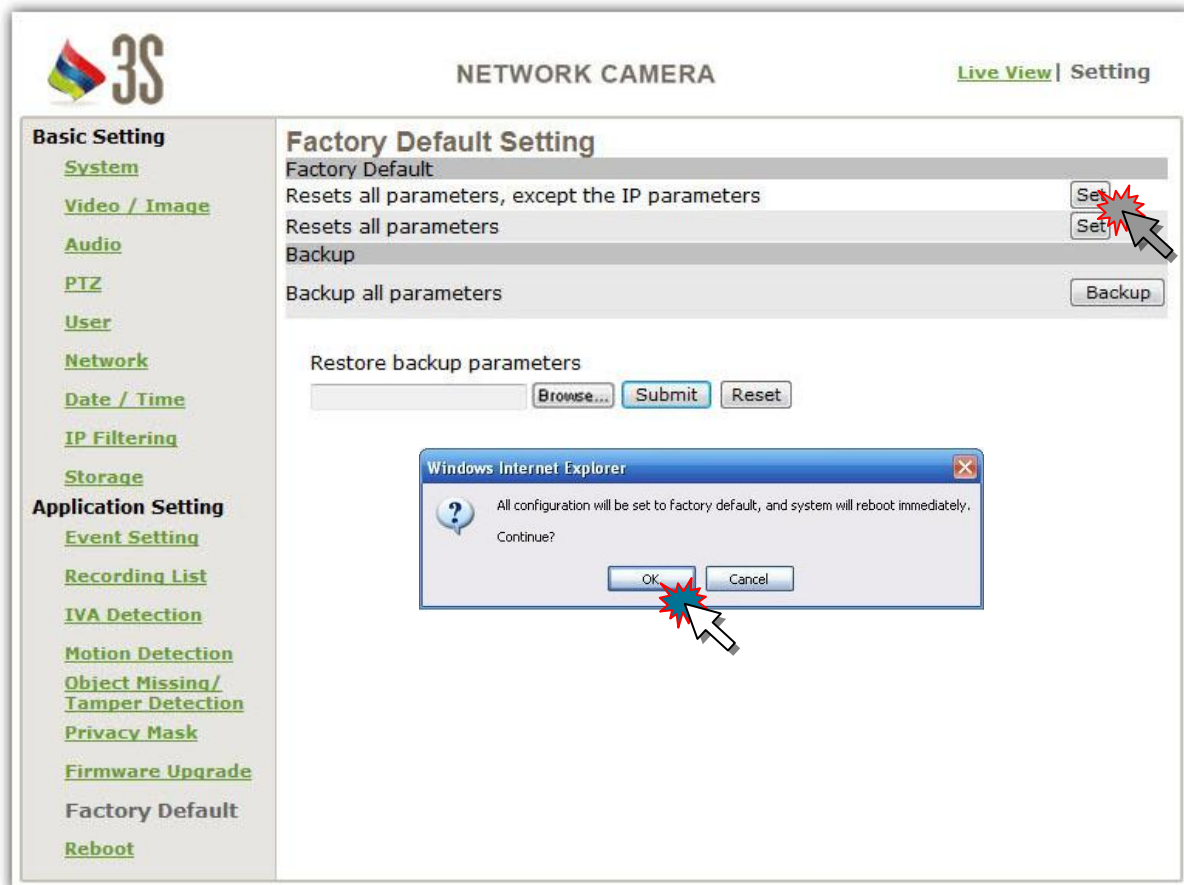 3S
NETWORK CAMERA
Live View| Setting
Basic Setting
System
Video / Image
Audio
PTZ
User
Network
Date / Time
IP Filtering
Storage
Application Setting
Event Setting
Recording List
IVA Detection
Motion Detection
Object Missing/
Tamper Detection
Privacy Mask
Firmware Upgrade
Factory Default
Reboot
Factory Default Setting
Factory Default
Resets all parameters, except the IP parameters Set
Resets all parameters Set
Backup
Backup all parameters Backup
Restore backup parameters
Browse... Submit Reset
Windows Internet Explorer
All configuration will be set to factory default, and system will reboot immediately.
Continue?
OK Cancel